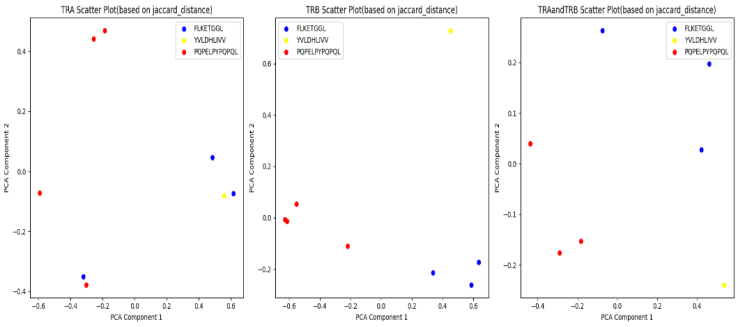 TRA Scatter Plot(based on jaccard_distance)
FLKETGGL
YVLDHLIVV
PQPELPYPQPQL
PCA Component 2
0.4
0.2
0.0
−0.2
−0.4
−0.6 −0.4 −0.2 0.0 0.2 0.4 0.6
PCA Component 1
TRB Scatter Plot(based on jaccard_distance)
FLKETGGL
YVLDHLIVV
PQPELPYPQPQL
PCA Component 2
0.6
0.4
0.2
0.0
−0.2
−0.6 −0.4 −0.2 0.0 0.2 0.4 0.6
PCA Component 1
TRAandTRB Scatter Plot(based on jaccard_distance)
FLKETGGL
YVLDHLIVV
PQPELPYPQPQL
PCA Component 2
0.2
0.1
0.0
−0.1
−0.2
−0.4 −0.2 0.0 0.2 0.4
PCA Component 1